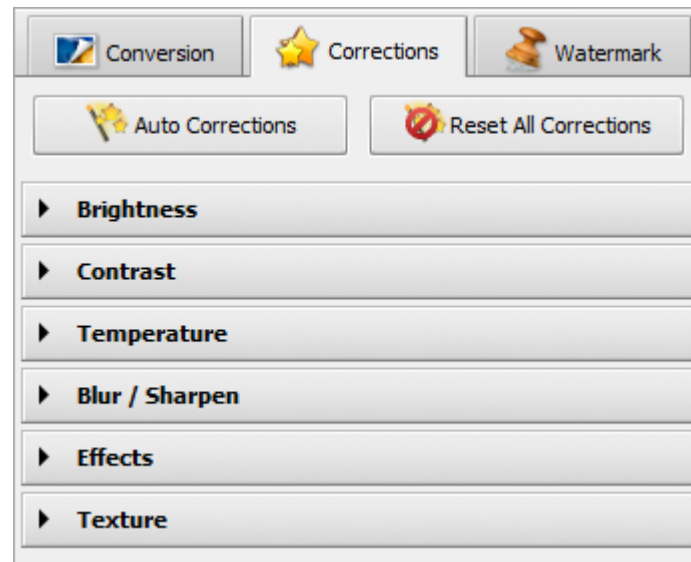 Conversion Corrections Watermark
Auto Corrections Reset All Corrections
Brightness
Contrast
Temperature
Blur / Sharpen
Effects
Texture